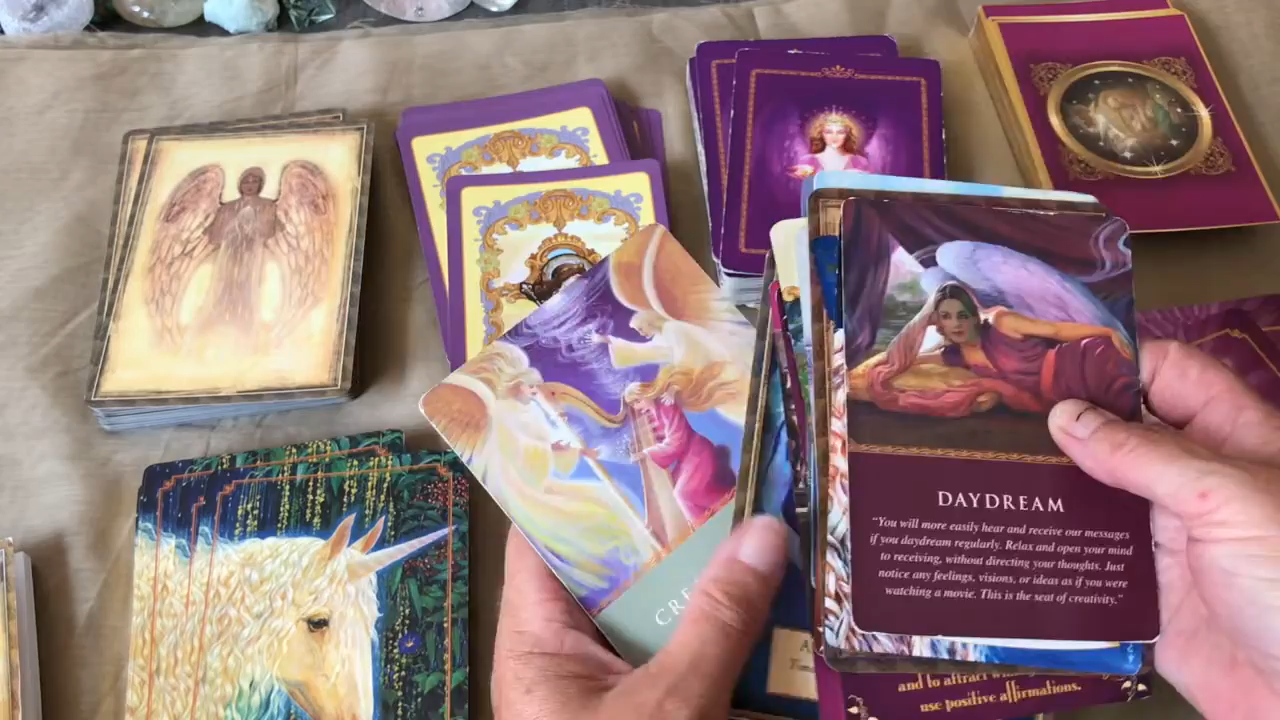 DAYDREAM
"You will more easily hear and receive our messages
if you daydream regularly. Relax and open your mind
to receiving, without directing your thoughts. Just
notice any feelings, visions, or ideas as if you were
watching a movie. This is the seat of creativity."
CRE
and to attract
use positive affirmations.